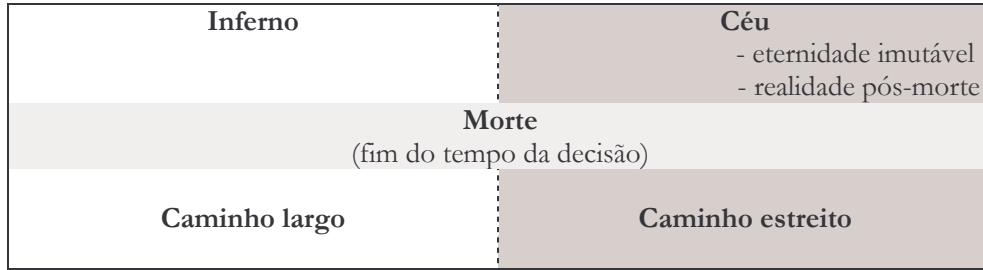 Inferno
Céu
- eternidade imutável
- realidade pós-morte
Morte
(fim do tempo da decisão)
Caminho largo
Caminho estreito